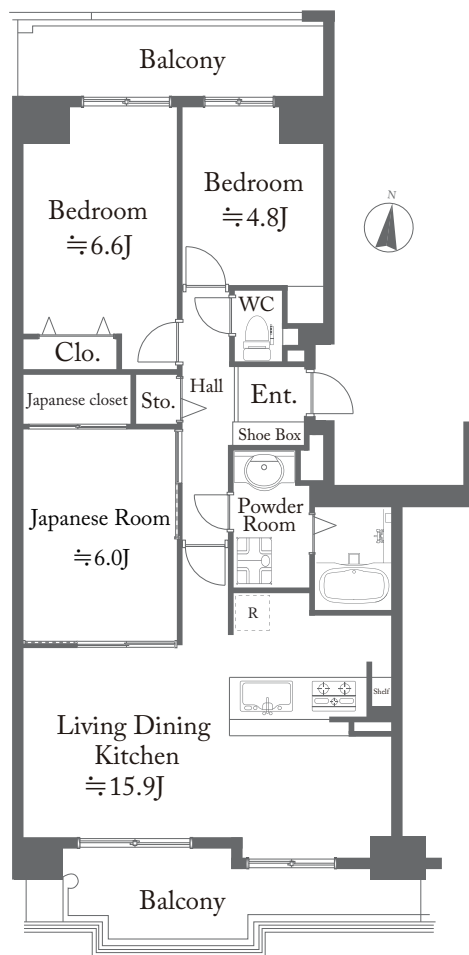 Balcony
Bedroom
≒6.6J
Bedroom
≒4.8J
N
WC
Clo.
Hall
Ent.
Japanese closet
Sto.
Shoe Box
Japanese Room
≒6.0J
Powder
Room
R
Shelf
Living Dining
Kitchen
≒15.9J
Balcony